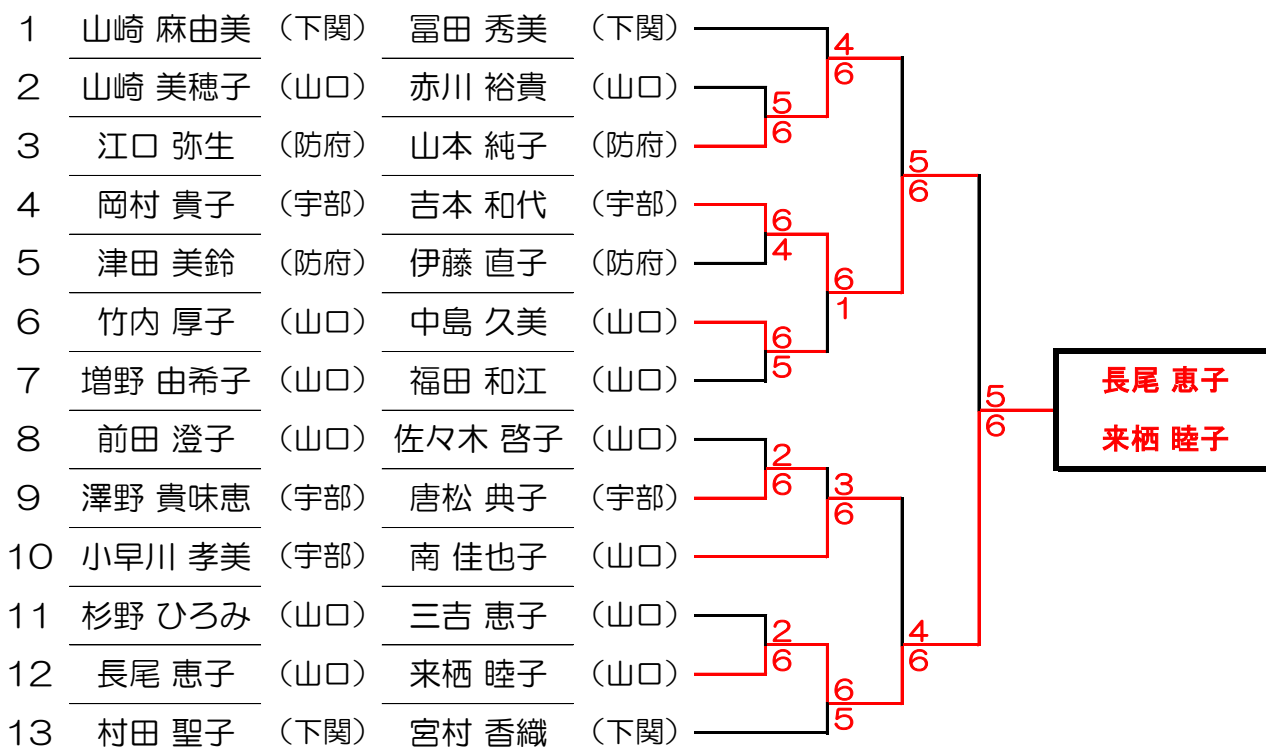 1 山崎 麻由美 （下関） 冨田 秀美 （下関）
4
6
2 山崎 美穂子 （山口） 赤川 裕貴 （山口）
5
6
3 江口 弥生 （防府） 山本 純子 （防府）
5
6
4 岡村 貴子 （宇部） 吉本 和代 （宇部）
6
4
5 津田 美鈴 （防府） 伊藤 直子 （防府）
6
1
6 竹内 厚子 （山口） 中島 久美 （山口）
6
5
7 増野 由希子 （山口） 福田 和江 （山口）
5
6
長尾 恵子
来栖 睦子
8 前田 澄子 （山口） 佐々木 啓子 （山口）
2
6
9 澤野 貴味恵 （宇部） 唐松 典子 （宇部）
3
6
10 小早川 孝美 （宇部） 南 佳也子 （山口）
11 杉野 ひろみ （山口） 三吉 恵子 （山口）
2
6
4
6
12 長尾 恵子 （山口） 来栖 睦子 （山口）
6
5
13 村田 聖子 （下関） 宮村 香織 （下関）